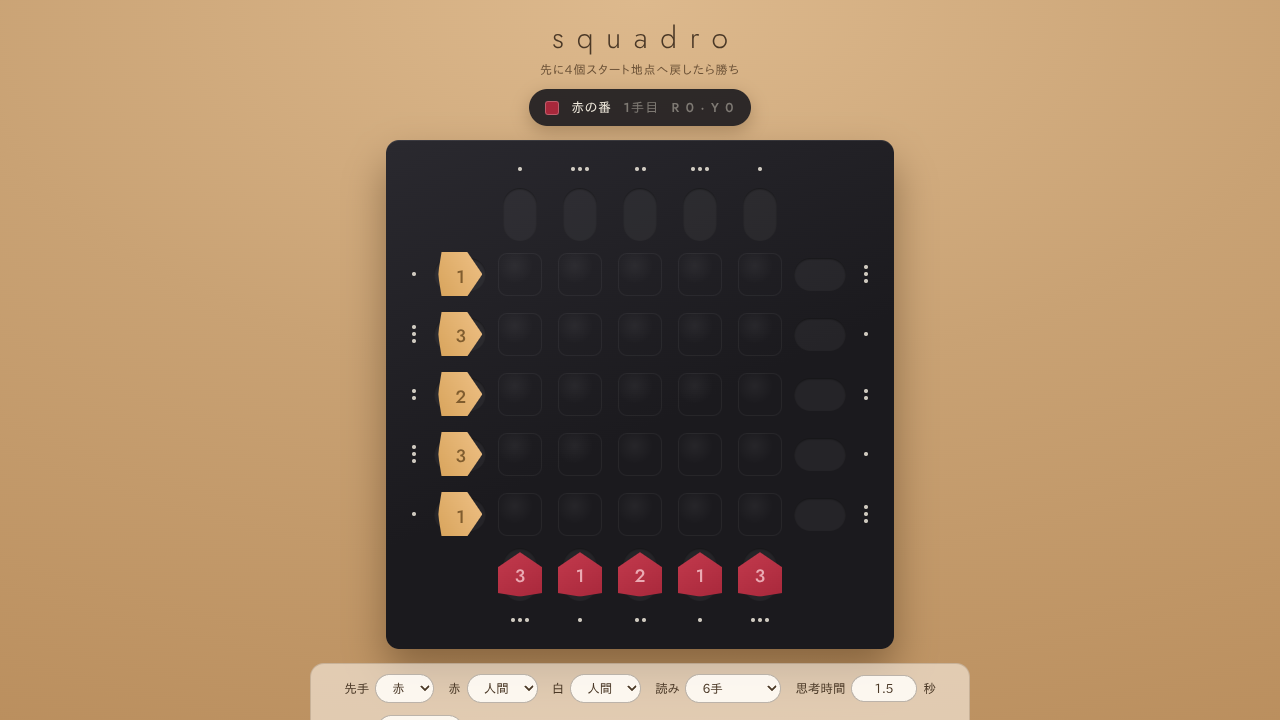 squadro
先に4個スタート地点へ戻したら勝ち
赤の番 1手目 R 0 · Y 0
1
3
2
3
1
3 1 2 1 3
先手 赤 赤 人間 白 人間 読み 6手 思考時間 1.5 秒